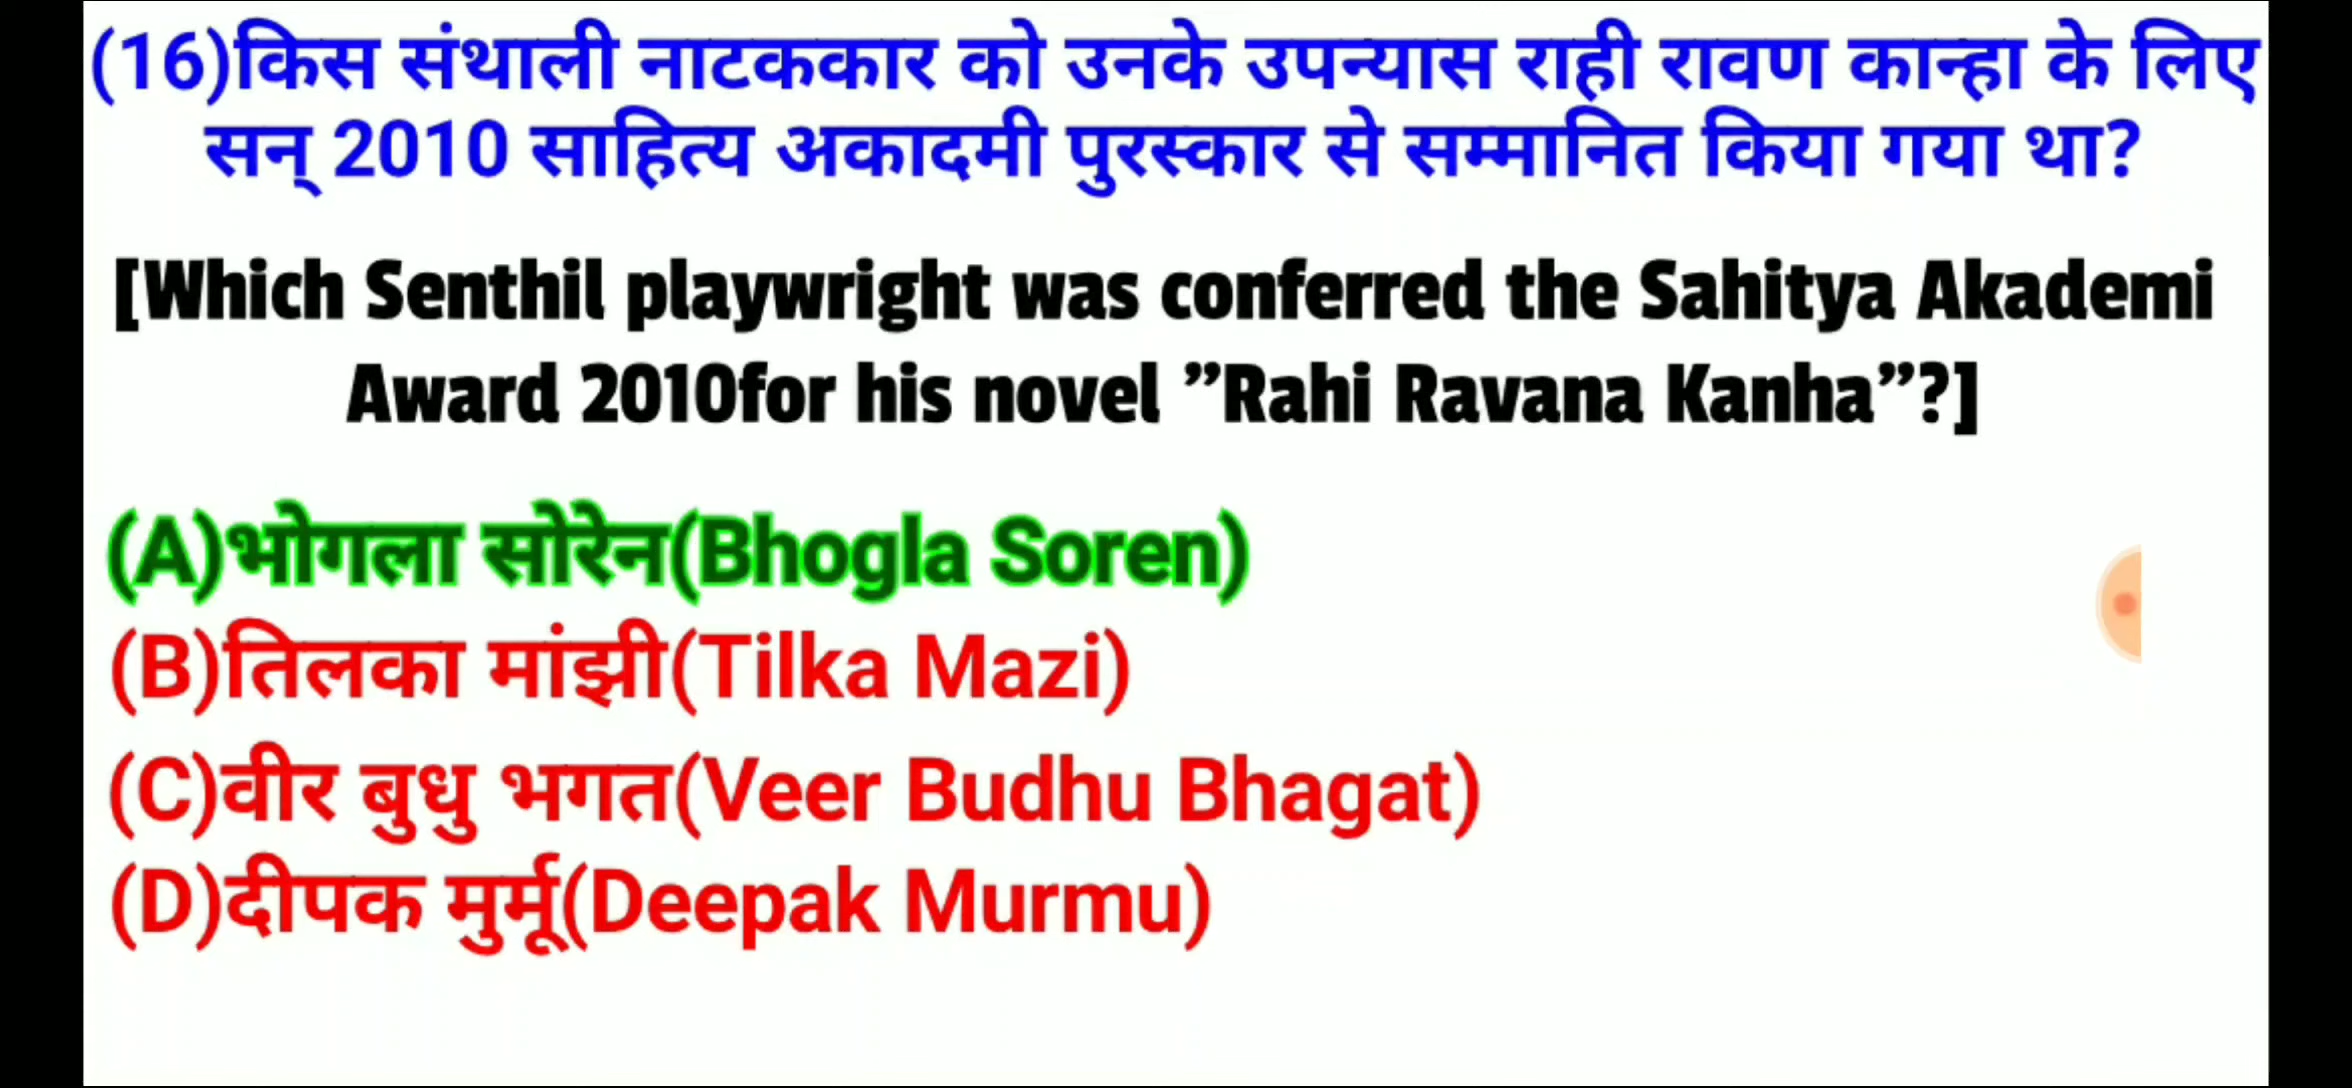 (16)किस संथाली नाटककार को उनके उपन्यास राही रावण कान्हा के लिए
सन् 2010 साहित्य अकादमी पुरस्कार से सम्मानित किया गया था?
[Which Senthil playwright was conferred the Sahitya Akademi
Award 2010for his novel ”Rahi Ravana Kanha”?]
(A)भोगला सोरेन(Bhogla Soren)
(B)तिलका मांझी(Tilka Mazi)
(C)वीर बुधु भगत(Veer Budhu Bhagat)
(D)दीपक मुर्मू(Deepak Murmu)